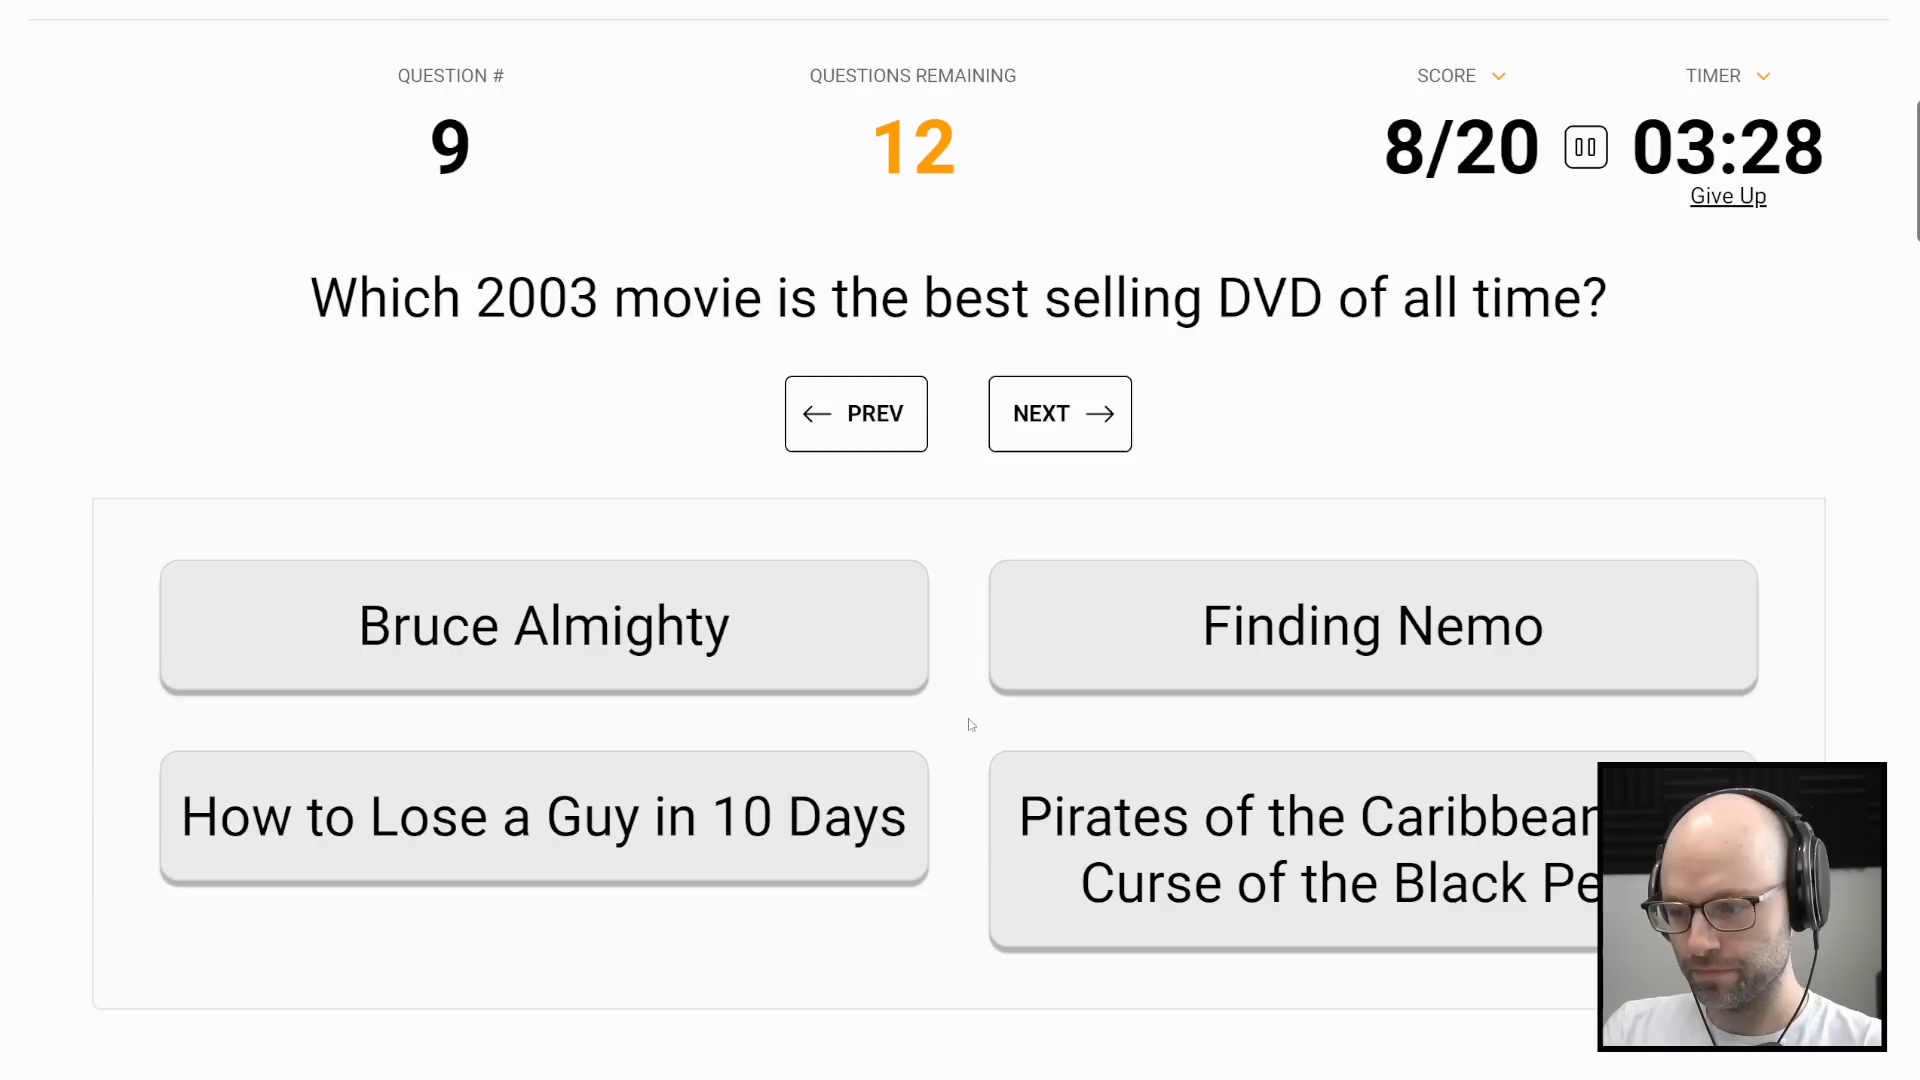 QUESTION #
QUESTIONS REMAINING
SCORE
TIMER
9
12
8/20
03:28
Give Up
Which 2003 movie is the best selling DVD of all time?
PREV
NEXT
Bruce Almighty
Finding Nemo
How to Lose a Guy in 10 Days
Pirates of the Caribbean
Curse of the Black